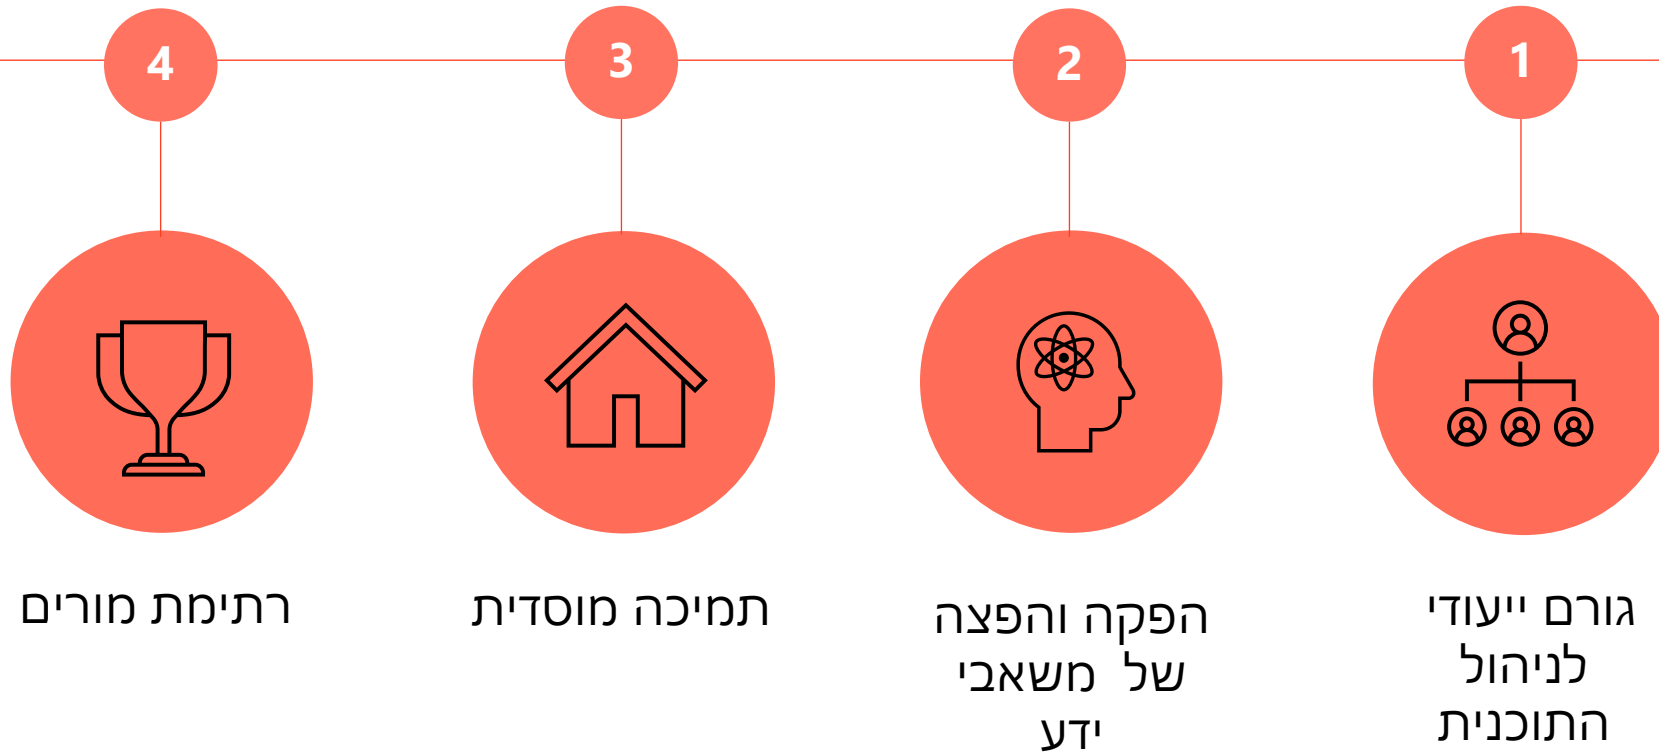 1
גורם ייעודי
לניהול
התוכנית
2
הפקה והפצה
של משאבי
ידע
3
תמיכה מוסדית
4
רתימת מורים